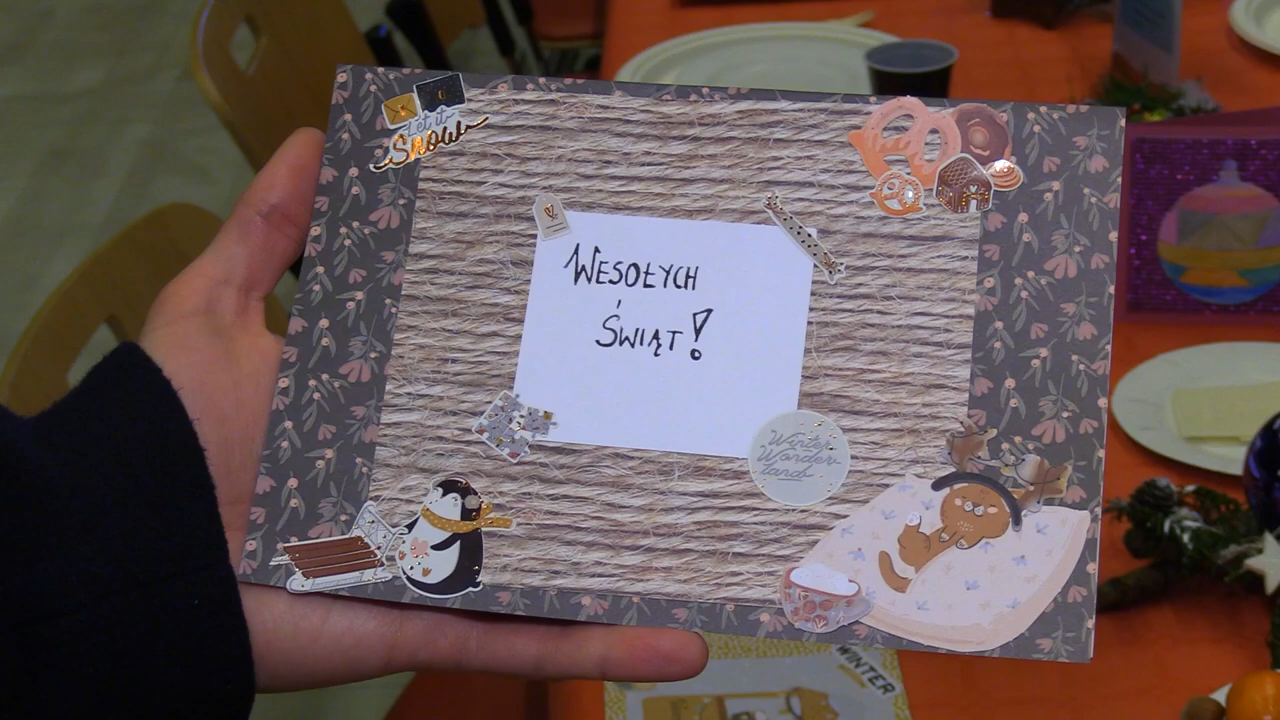 Let it
Snow
WESOŁYCH
ŚWIĄT!
Winter
Wonder-
land
WINTER